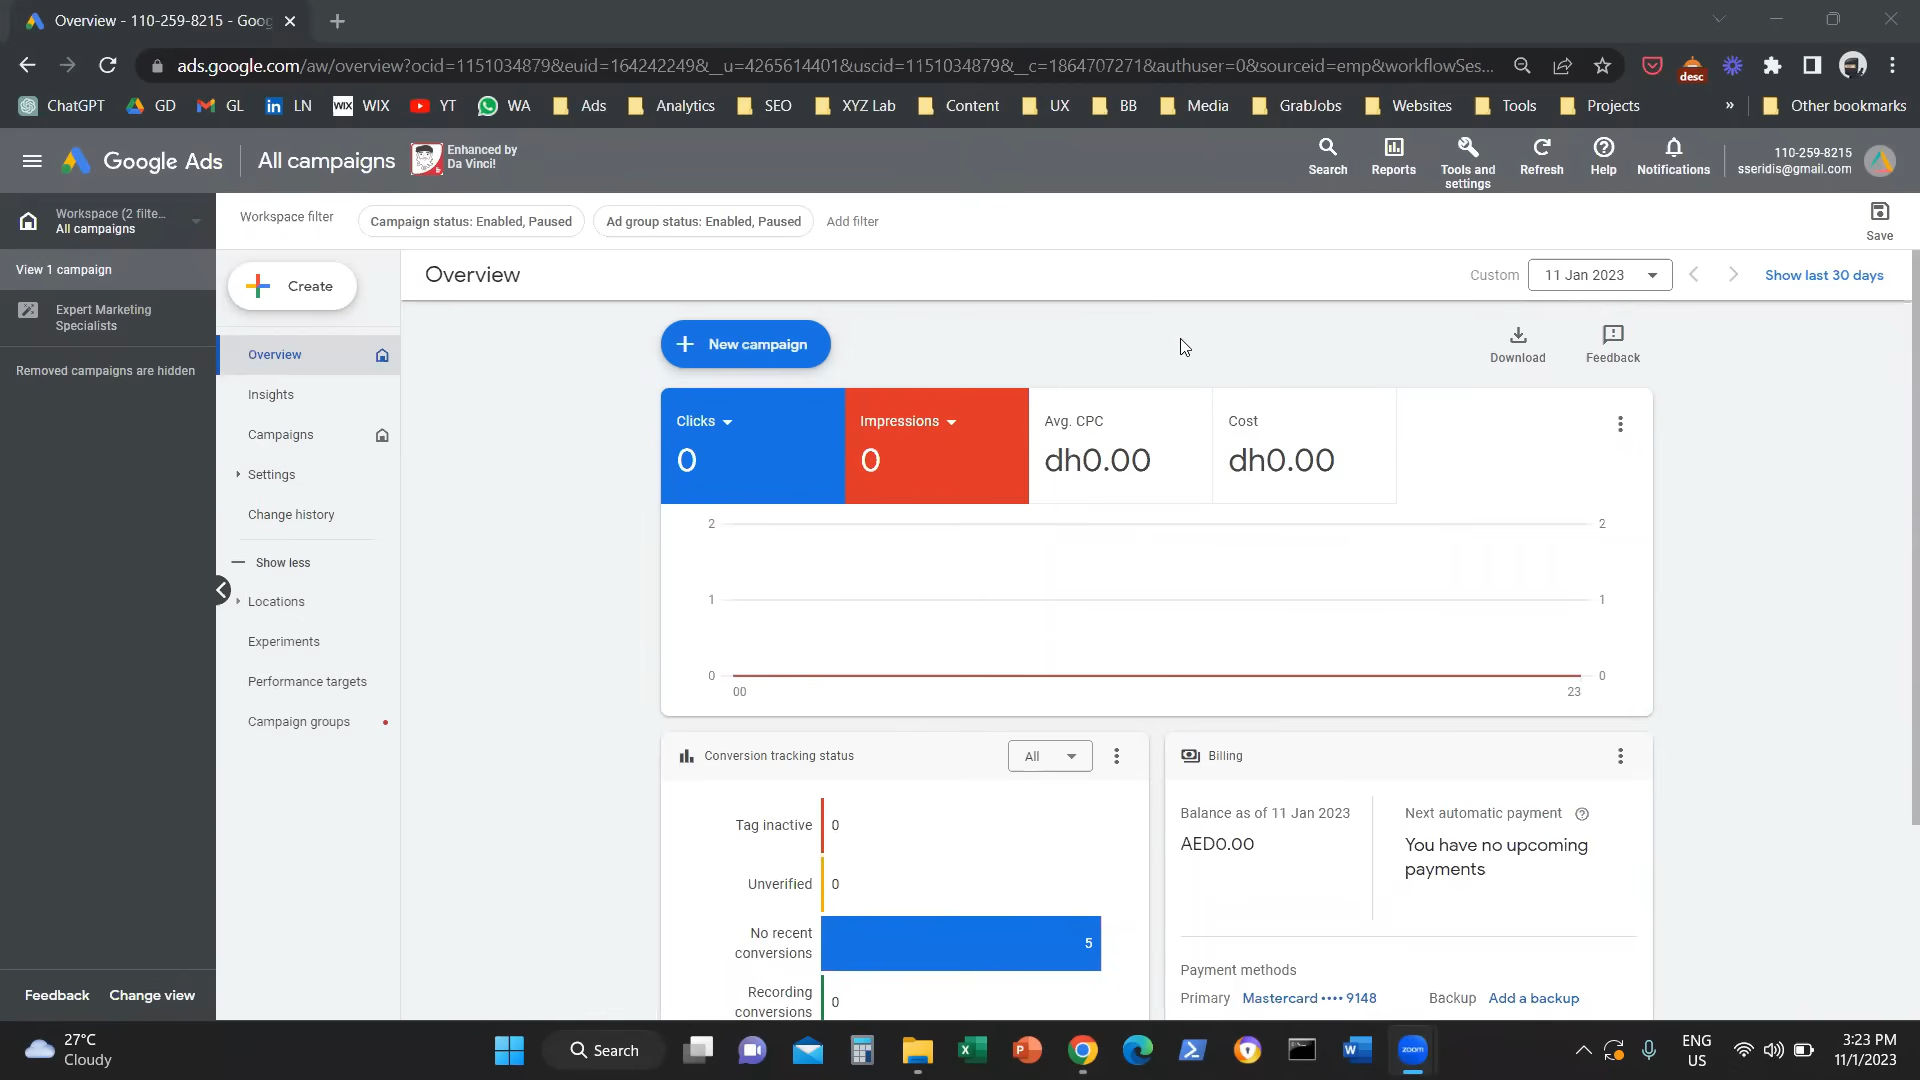 Overview - 110-259-8215 - Goog
ads.google.com/aw/overview?ocid=1151034879&euid=164242249&__u=4265614401&uscid=1151034879&__c=1864707271&authuser=0&sourceid=emp&workflowSes...
desc
ChatGPT
GD
GL
LN
WIX
WIX
YT
WA
Ads
Analytics
SEO
XYZ Lab
Content
UX
BB
Media
GrabJobs
Websites
Tools
Projects
»
Other bookmarks
Google Ads
All campaigns
Enhanced by
Da Vinci!
Search
Reports
Tools and
settings
Refresh
Help
Notifications
110-259-8215
sseridis@gmail.com
Workspace (2 filte...
All campaigns
Workspace filter
Campaign status: Enabled, Paused
Ad group status: Enabled, Paused
Add filter
Save
View 1 campaign
Expert Marketing
Specialists
Removed campaigns are hidden
Create
Overview
Insights
Campaigns
Settings
Change history
Show less
Locations
Experiments
Performance targets
Campaign groups
Overview
Custom
11 Jan 2023
Show last 30 days
New campaign
Download
Feedback
Clicks
0
Impressions
0
Avg. CPC
dh0.00
Cost
dh0.00
2
2
1
1
0
0
00
23
Conversion tracking status
All
Tag inactive
0
Unverified
0
No recent
conversions
5
Recording
conversions
0
Billing
Balance as of 11 Jan 2023
AED0.00
Next automatic payment
You have no upcoming
payments
Payment methods
Primary
Mastercard •••• 9148
Backup
Add a backup
Feedback
Change view
27°C
Cloudy
Search
zoom
ENG
US
3:23 PM
11/1/2023